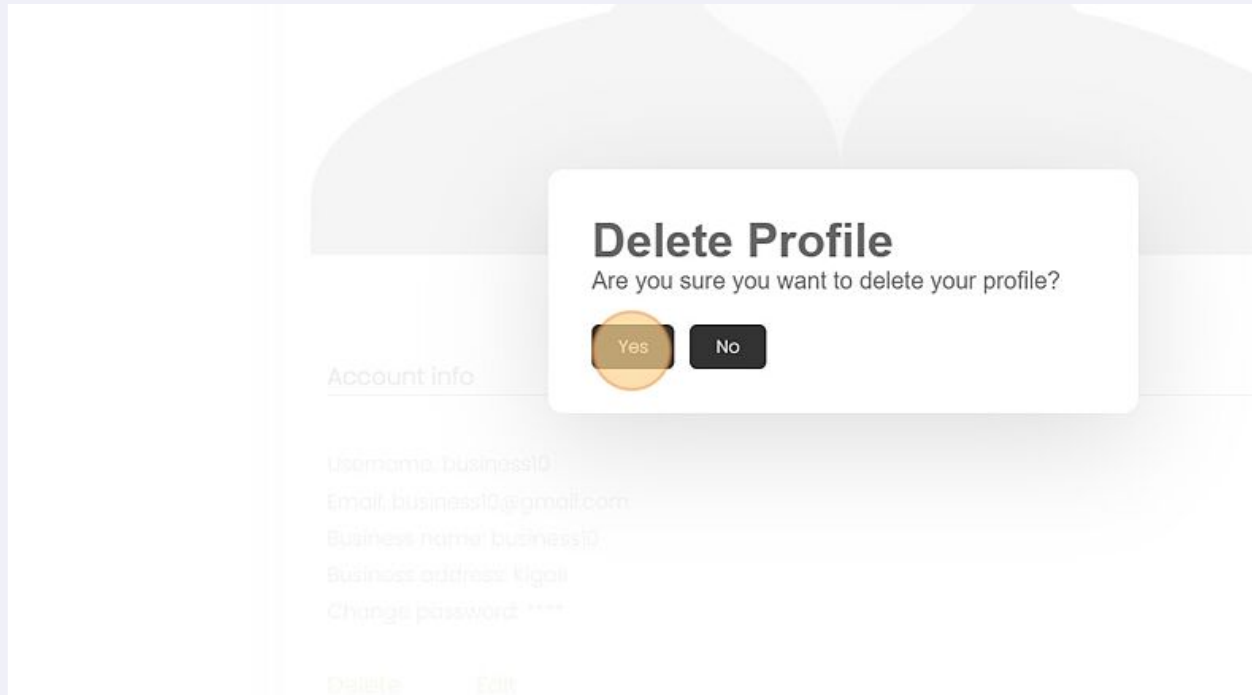 Delete Profile
Are you sure you want to delete your profile?
Yes No
Account info
Username: business10
Email: business10@gmail.com
Business name: business10
Business address: kigali
Change password: ****
Delete Edit